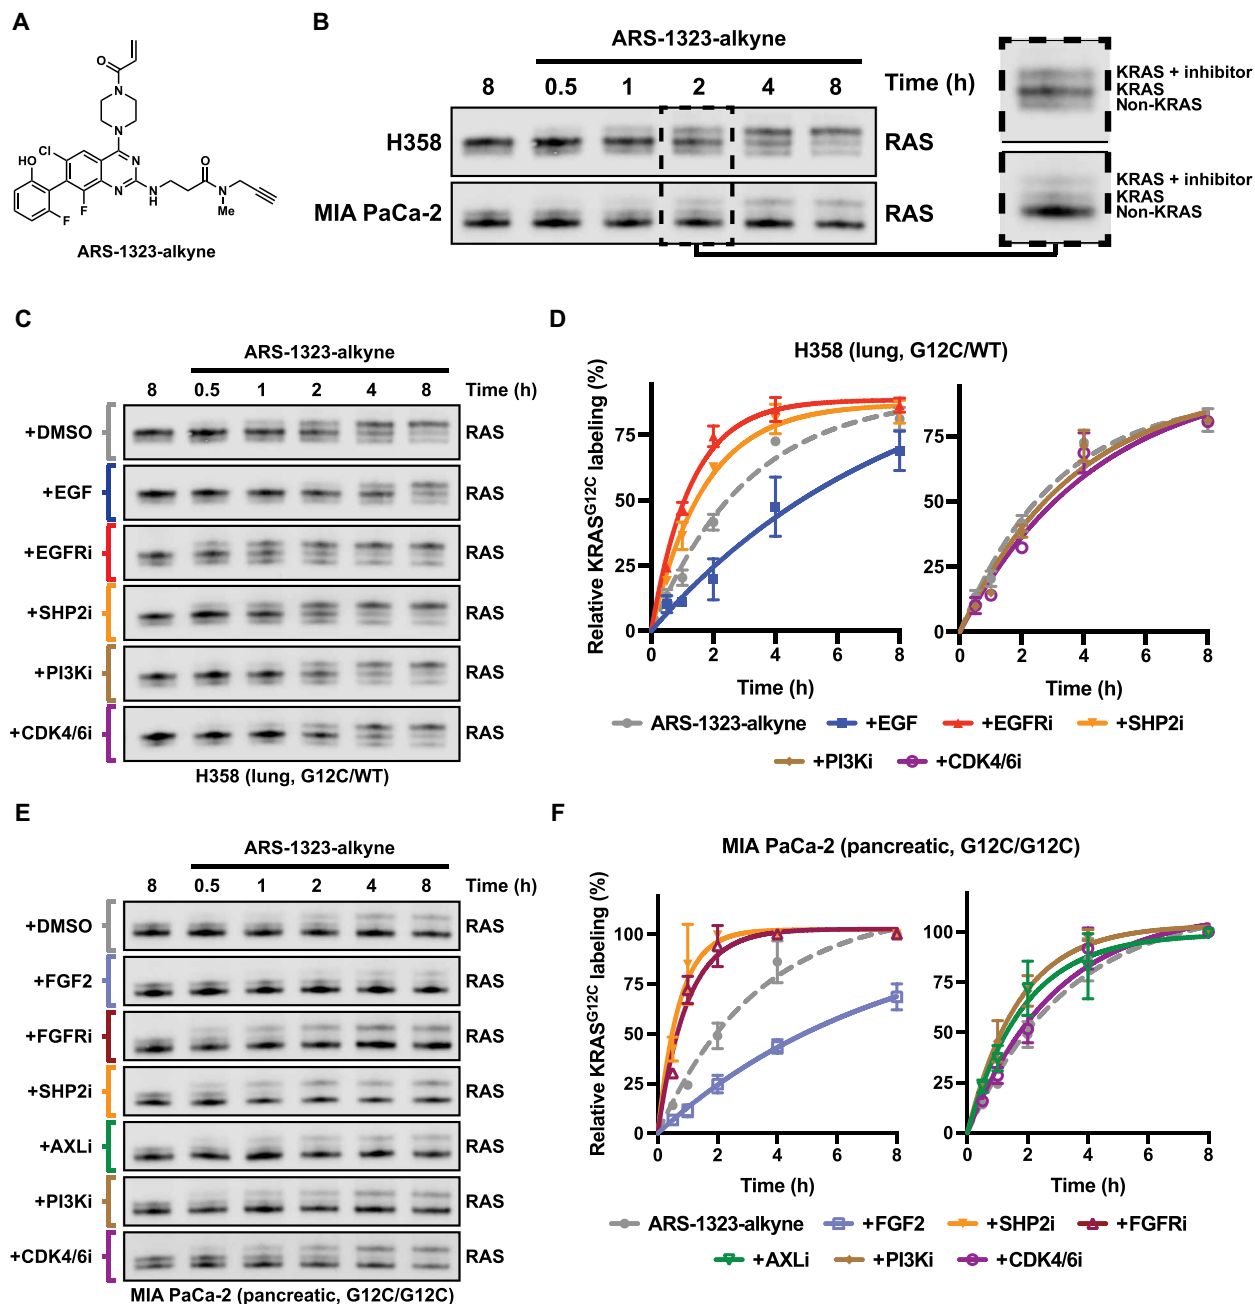 A
O
N
N
Cl
HO
N
N
N
H
O
N
Me
F
F
ARS-1323-alkyne
B
ARS-1323-alkyne
8 0.5 1 2 4 8 Time (h)
H358 RAS
MIA PaCa-2 RAS
KRAS + inhibitor
KRAS
Non-KRAS
KRAS + inhibitor
KRAS
Non-KRAS
C
ARS-1323-alkyne
8 0.5 1 2 4 8 Time (h)
+DMSO RAS
+EGF RAS
+EGFRi RAS
+SHP2i RAS
+PI3Ki RAS
+CDK4/6i RAS
H358 (lung, G12C/WT)
D
H358 (lung, G12C/WT)
Relative KRASG12C labeling (%)
75
50
25
0
0 2 4 6 8
Time (h)
75
50
25
0
0 2 4 6 8
Time (h)
ARS-1323-alkyne +EGF +EGFRi +SHP2i
+PI3Ki +CDK4/6i
E
ARS-1323-alkyne
8 0.5 1 2 4 8 Time (h)
+DMSO RAS
+FGF2 RAS
+FGFRi RAS
+SHP2i RAS
+AXLi RAS
+PI3Ki RAS
+CDK4/6i RAS
MIA PaCa-2 (pancreatic, G12C/G12C)
F
MIA PaCa-2 (pancreatic, G12C/G12C)
Relative KRASG12C labeling (%)
100
75
50
25
0
0 2 4 6 8
Time (h)
100
75
50
25
0
0 2 4 6 8
Time (h)
ARS-1323-alkyne +FGF2 +SHP2i +FGFRi
+AXLi +PI3Ki +CDK4/6i